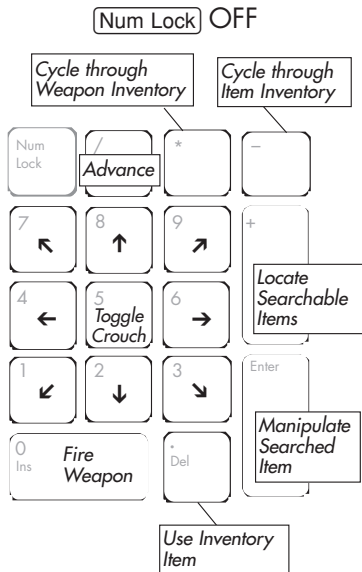 Num Lock OFF
Cycle through
Weapon Inventory
Cycle through
Item Inventory
Num
Lock
/
Advance
*
–
7
8
9
+
Locate
Searchable
Items
4
5
Toggle
Crouch
6
1
2
3
Enter
Manipulate
Searched
Item
0
Ins
Fire
Weapon
.
Del
Use Inventory
Item